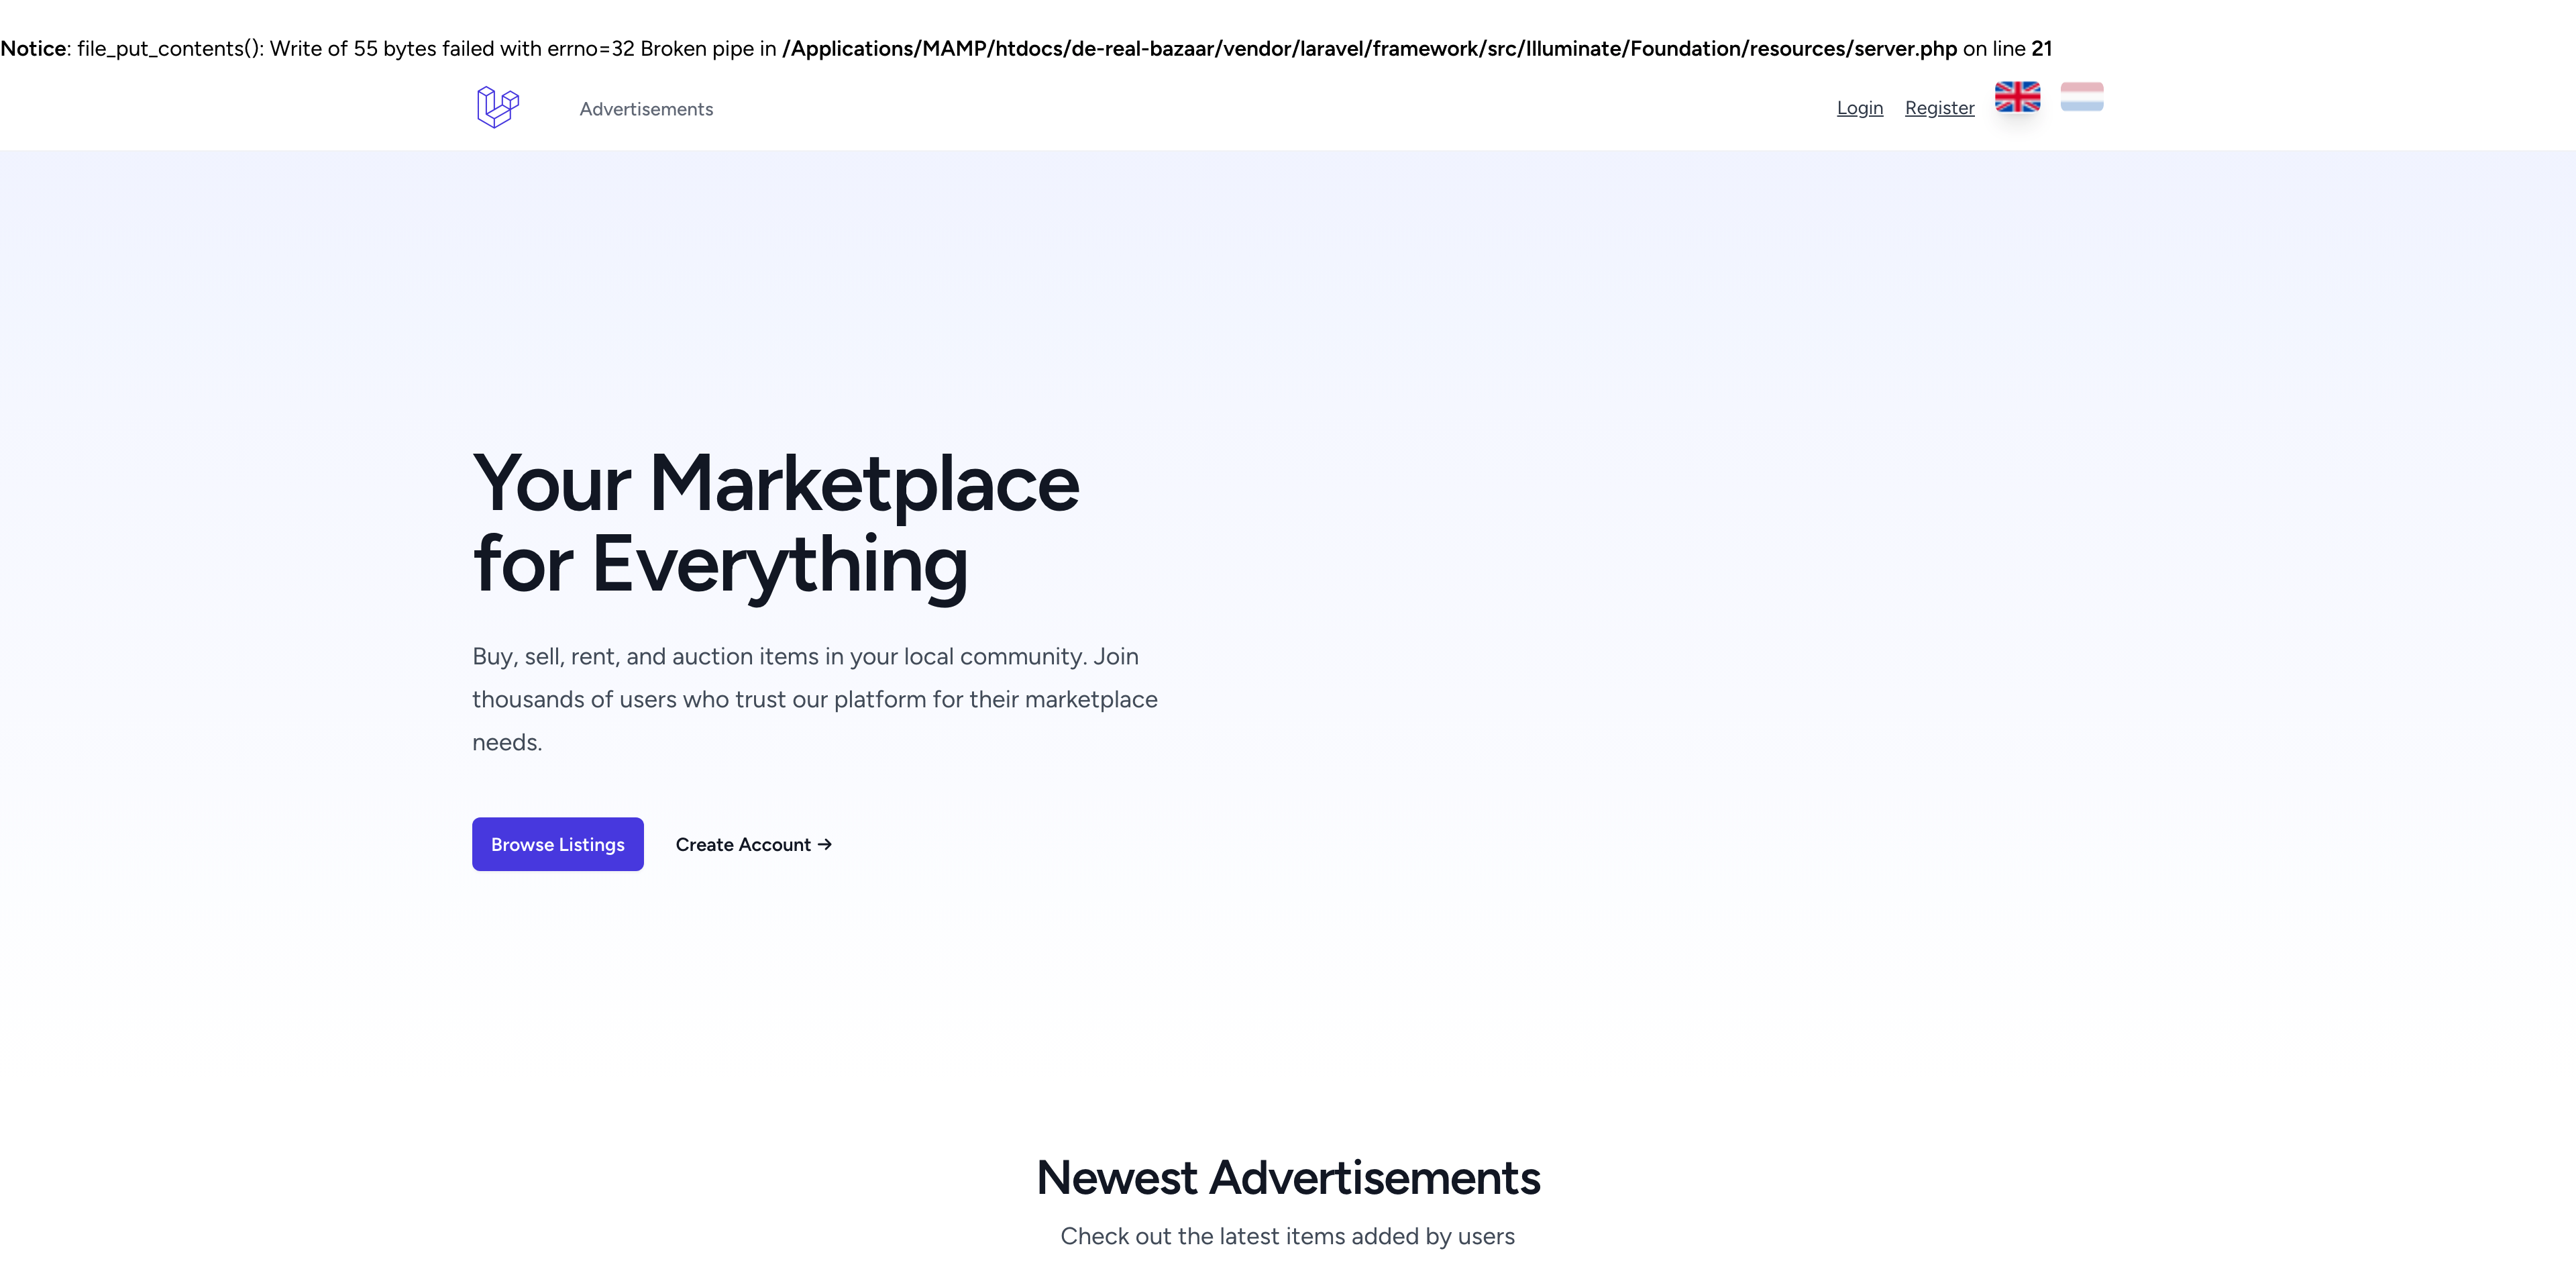 Notice: file_put_contents(): Write of 55 bytes failed with errno=32 Broken pipe in /Applications/MAMP/htdocs/de-real-bazaar/vendor/laravel/framework/src/Illuminate/Foundation/resources/server.php on line 21
Advertisements
Login Register
Your Marketplace
for Everything
Buy, sell, rent, and auction items in your local community. Join
thousands of users who trust our platform for their marketplace
needs.
Browse Listings
Create Account →
Newest Advertisements
Check out the latest items added by users